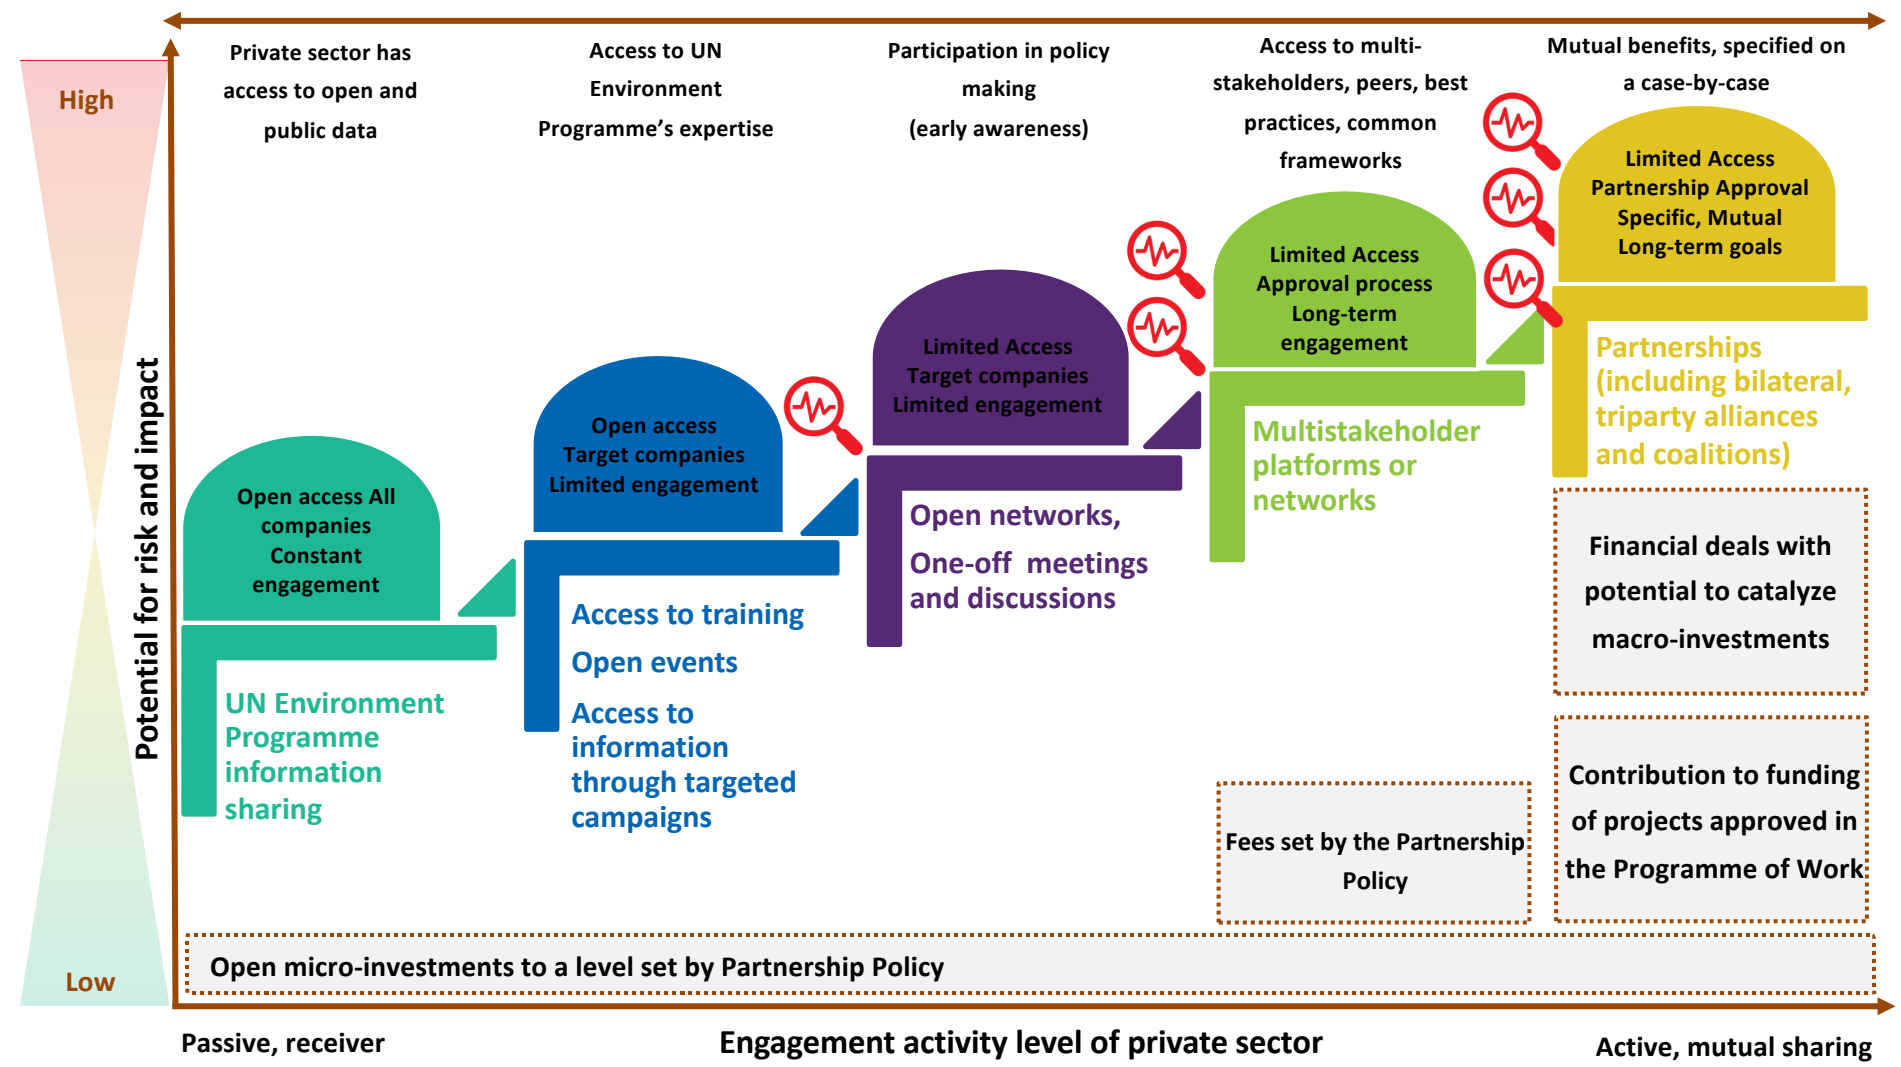 Private sector has
access to open and
public data
Access to UN
Environment
Programme’s expertise
Participation in policy
making
(early awareness)
Access to multi-
stakeholders, peers, best
practices, common
frameworks
Mutual benefits, specified on
a case-by-case
High
Low
Potential for risk and impact
Open access All
companies
Constant
engagement
UN Environment
Programme
information
sharing
Open access
Target companies
Limited engagement
Access to training
Open events
Access to
information
through targeted
campaigns
Limited Access
Target companies
Limited engagement
Open networks,
One-off meetings
and discussions
Limited Access
Approval process
Long-term
engagement
Multistakeholder
platforms or
networks
Limited Access
Partnership Approval
Specific, Mutual
Long-term goals
Partnerships
(including bilateral,
triparty alliances
and coalitions)
Financial deals with
potential to catalyze
macro-investments
Contribution to funding
of projects approved in
the Programme of Work
Fees set by the Partnership
Policy
Open micro-investments to a level set by Partnership Policy
Passive, receiver
Engagement activity level of private sector
Active, mutual sharing